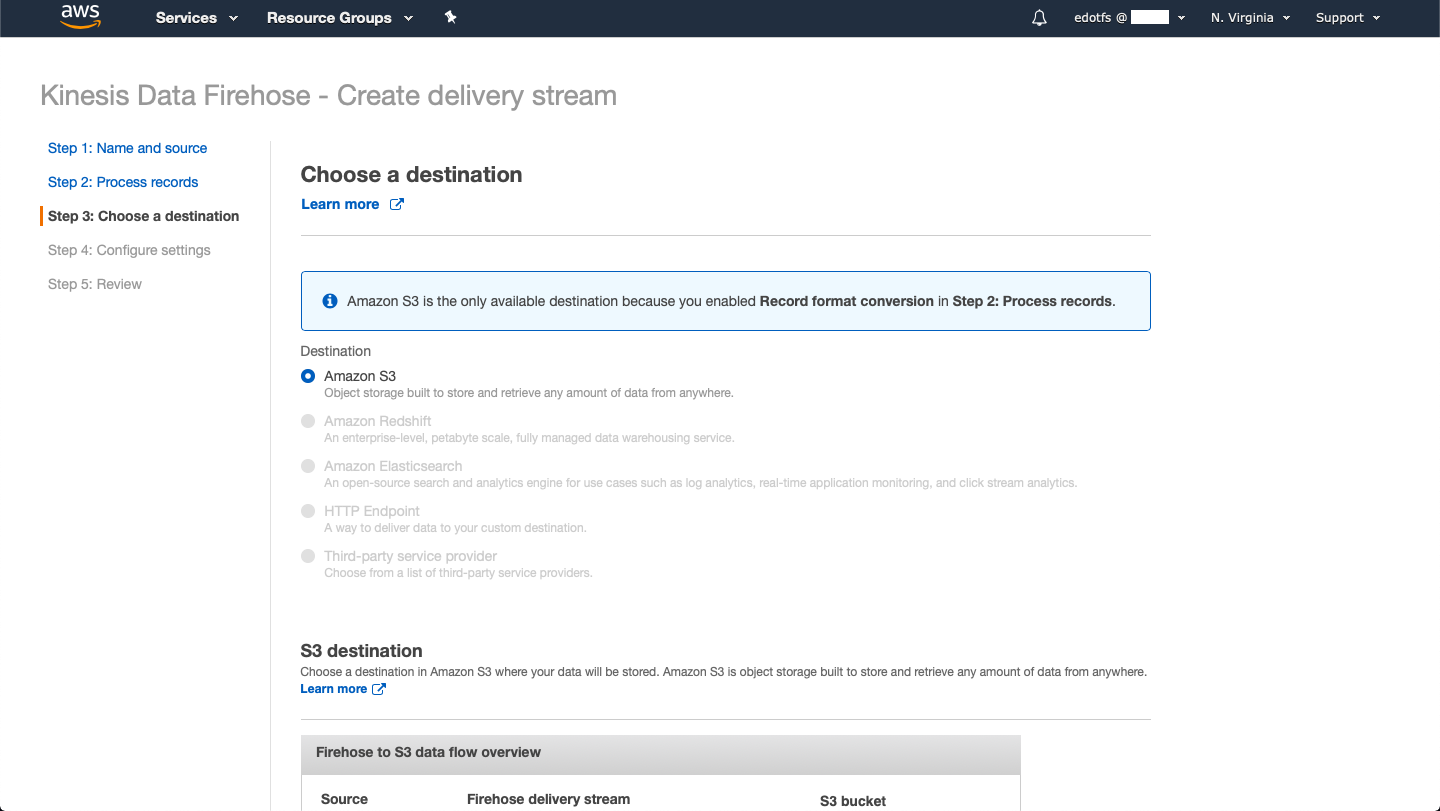 aws Services Resource Groups edotfs @ N. Virginia Support
Kinesis Data Firehose - Create delivery stream
Step 1: Name and source
Step 2: Process records
Step 3: Choose a destination
Step 4: Configure settings
Step 5: Review
Choose a destination
Learn more
Amazon S3 is the only available destination because you enabled Record format conversion in Step 2: Process records.
Destination
Amazon S3
Object storage built to store and retrieve any amount of data from anywhere.
Amazon Redshift
An enterprise-level, petabyte scale, fully managed data warehousing service.
Amazon Elasticsearch
An open-source search and analytics engine for use cases such as log analytics, real-time application monitoring, and click stream analytics.
HTTP Endpoint
A way to deliver data to your custom destination.
Third-party service provider
Choose from a list of third-party service providers.
S3 destination
Choose a destination in Amazon S3 where your data will be stored. Amazon S3 is object storage built to store and retrieve any amount of data from anywhere.
Learn more
Firehose to S3 data flow overview
Source Firehose delivery stream S3 bucket